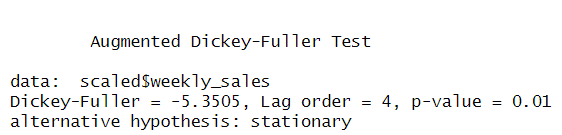 Augmented Dickey-Fuller Test
data:  scaled$weekly_sales
Dickey-Fuller = -5.3505, Lag order = 4, p-value = 0.01
alternative hypothesis: stationary